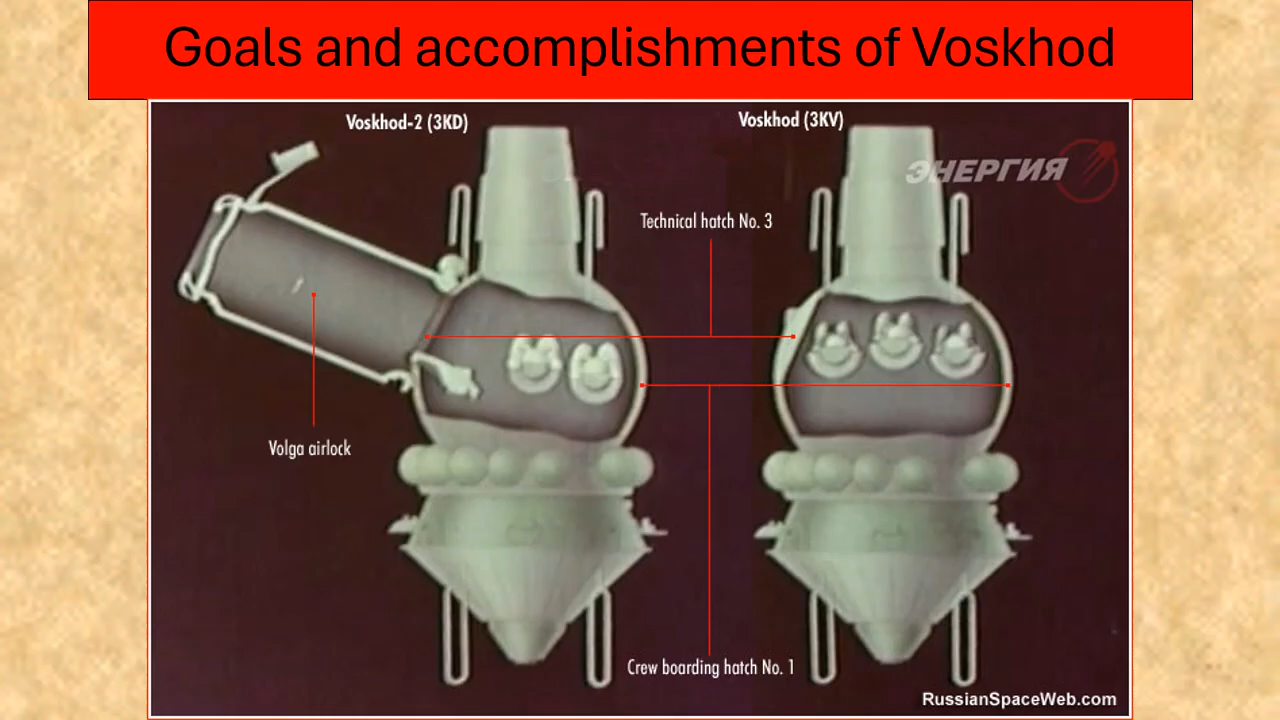 Goals and accomplishments of Voskhod
Voskhod-2 (3KD)
Voskhod (3KV)
ЭНЕРГИЯ
Technical hatch No. 3
Volga airlock
Crew boarding hatch No. 1
RussianSpaceWeb.com